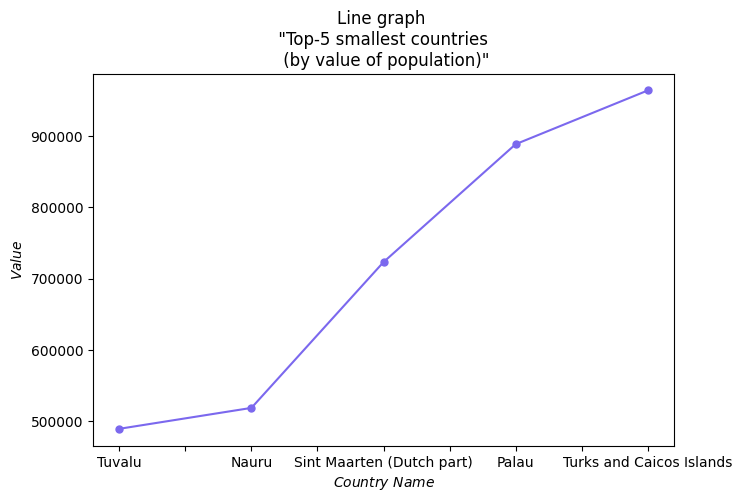 Line graph
"Top-5 smallest countries
(by value of population)"
900000
800000
700000
600000
500000
Value
Tuvalu Nauru Sint Maarten (Dutch part) Palau Turks and Caicos Islands
Country Name